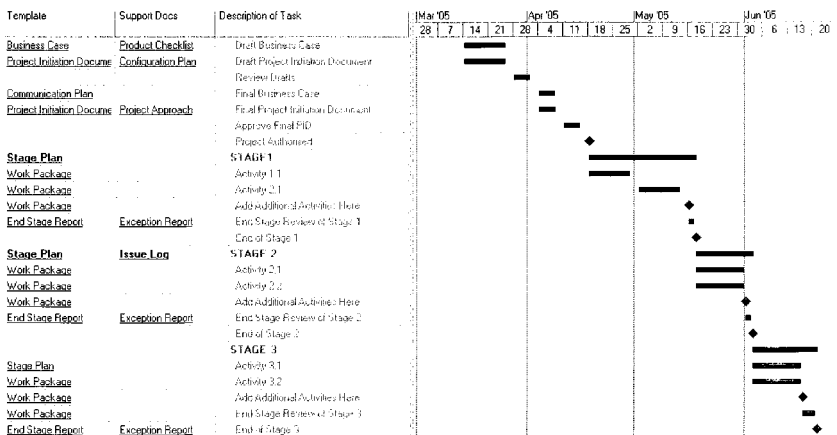 Template Support Docs Description of Task Mar '05 Apr '05 May '05 Jun '05
28 7 14 21 28 4 11 18 25 2 9 16 23 30 6 13 20
Business Case Product Checklist Draft Business Case
Project Initiation Docume Configuration Plan Draft Project Initiation Document
Review Drafts
Communication Plan Final Business Case
Project Initiation Docume Project Approach Final Project Initiation Document
Approve Final PID
Project Authorised
Stage Plan STAGE 1
Work Package Activity 1.1
Work Package Activity 2.1
Work Package Add Additional Activities Here
End Stage Report Exception Report End Stage Review of Stage 1
End of Stage 1
Stage Plan Issue Log STAGE 2
Work Package Activity 2.1
Work Package Activity 2.2
Work Package Add Additional Activities Here
End Stage Report Exception Report End Stage Review of Stage 2
End of Stage 2
STAGE 3
Stage Plan Activity 3.1
Work Package Activity 3.2
Work Package Add Additional Activities Here
Work Package End Stage Review of Stage 3
End Stage Report Exception Report End of Stage 3